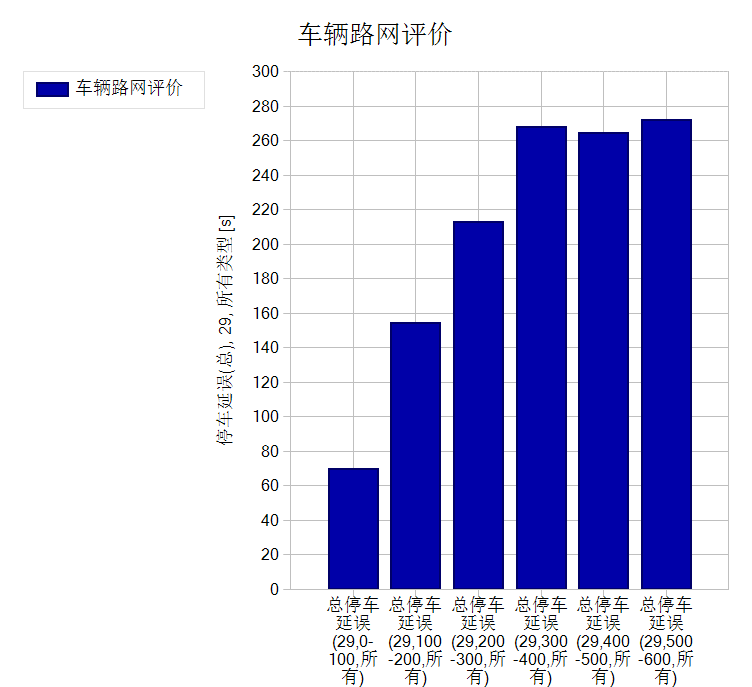 车辆路网评价
车辆路网评价
停车延误(总), 29, 所有类型 [s]
300
280
260
240
220
200
180
160
140
120
100
80
60
40
20
0
总停车
延误
(29,0-
100,所
有)
总停车
延误
(29,100
-200,所
有)
总停车
延误
(29,200
-300,所
有)
总停车
延误
(29,300
-400,所
有)
总停车
延误
(29,400
-500,所
有)
总停车
延误
(29,500
-600,所
有)